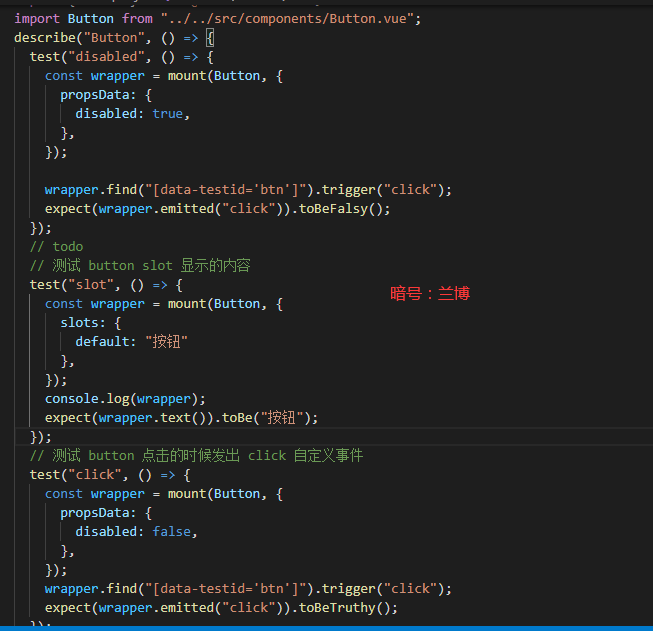 import Button from "../../src/components/Button.vue";
describe("Button", () => {
test("disabled", () => {
const wrapper = mount(Button, {
propsData: {
disabled: true,
},
});
wrapper.find("[data-testid='btn']").trigger("click");
expect(wrapper.emitted("click")).toBeFalsy();
});
// todo
// 测试 button slot 显示的内容
test("slot", () => {
暗号：兰博
const wrapper = mount(Button, {
slots: {
default: "按钮"
},
});
console.log(wrapper);
expect(wrapper.text()).toBe("按钮");
});
// 测试 button 点击的时候发出 click 自定义事件
test("click", () => {
const wrapper = mount(Button, {
propsData: {
disabled: false,
},
});
wrapper.find("[data-testid='btn']").trigger("click");
expect(wrapper.emitted("click")).toBeTruthy();
});